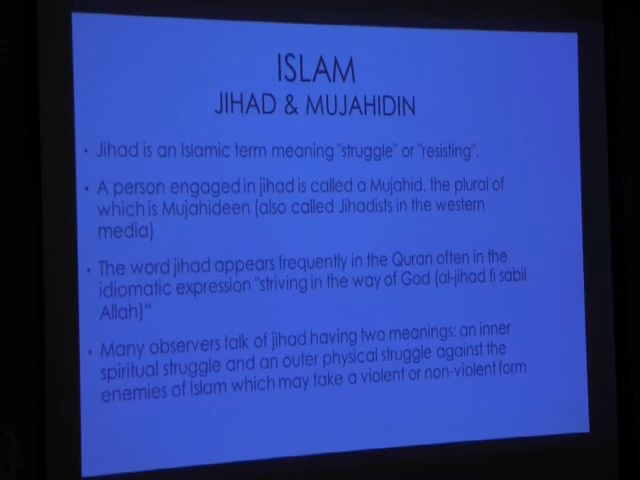 ISLAM
JIHAD & MUJAHIDIN
• Jihad is an Islamic term meaning "struggle" or "resisting".
• A person engaged in jihad is called a Mujahid, the plural of
which is Mujahideen (also called Jihadists in the western
media)
• The word jihad appears frequently in the Quran often in the
idiomatic expression "striving in the way of God (al-jihad fi sabil
Allah)"
• Many observers talk of jihad having two meanings: an inner
spiritual struggle and an outer physical struggle against the
enemies of Islam which may take a violent or non-violent form